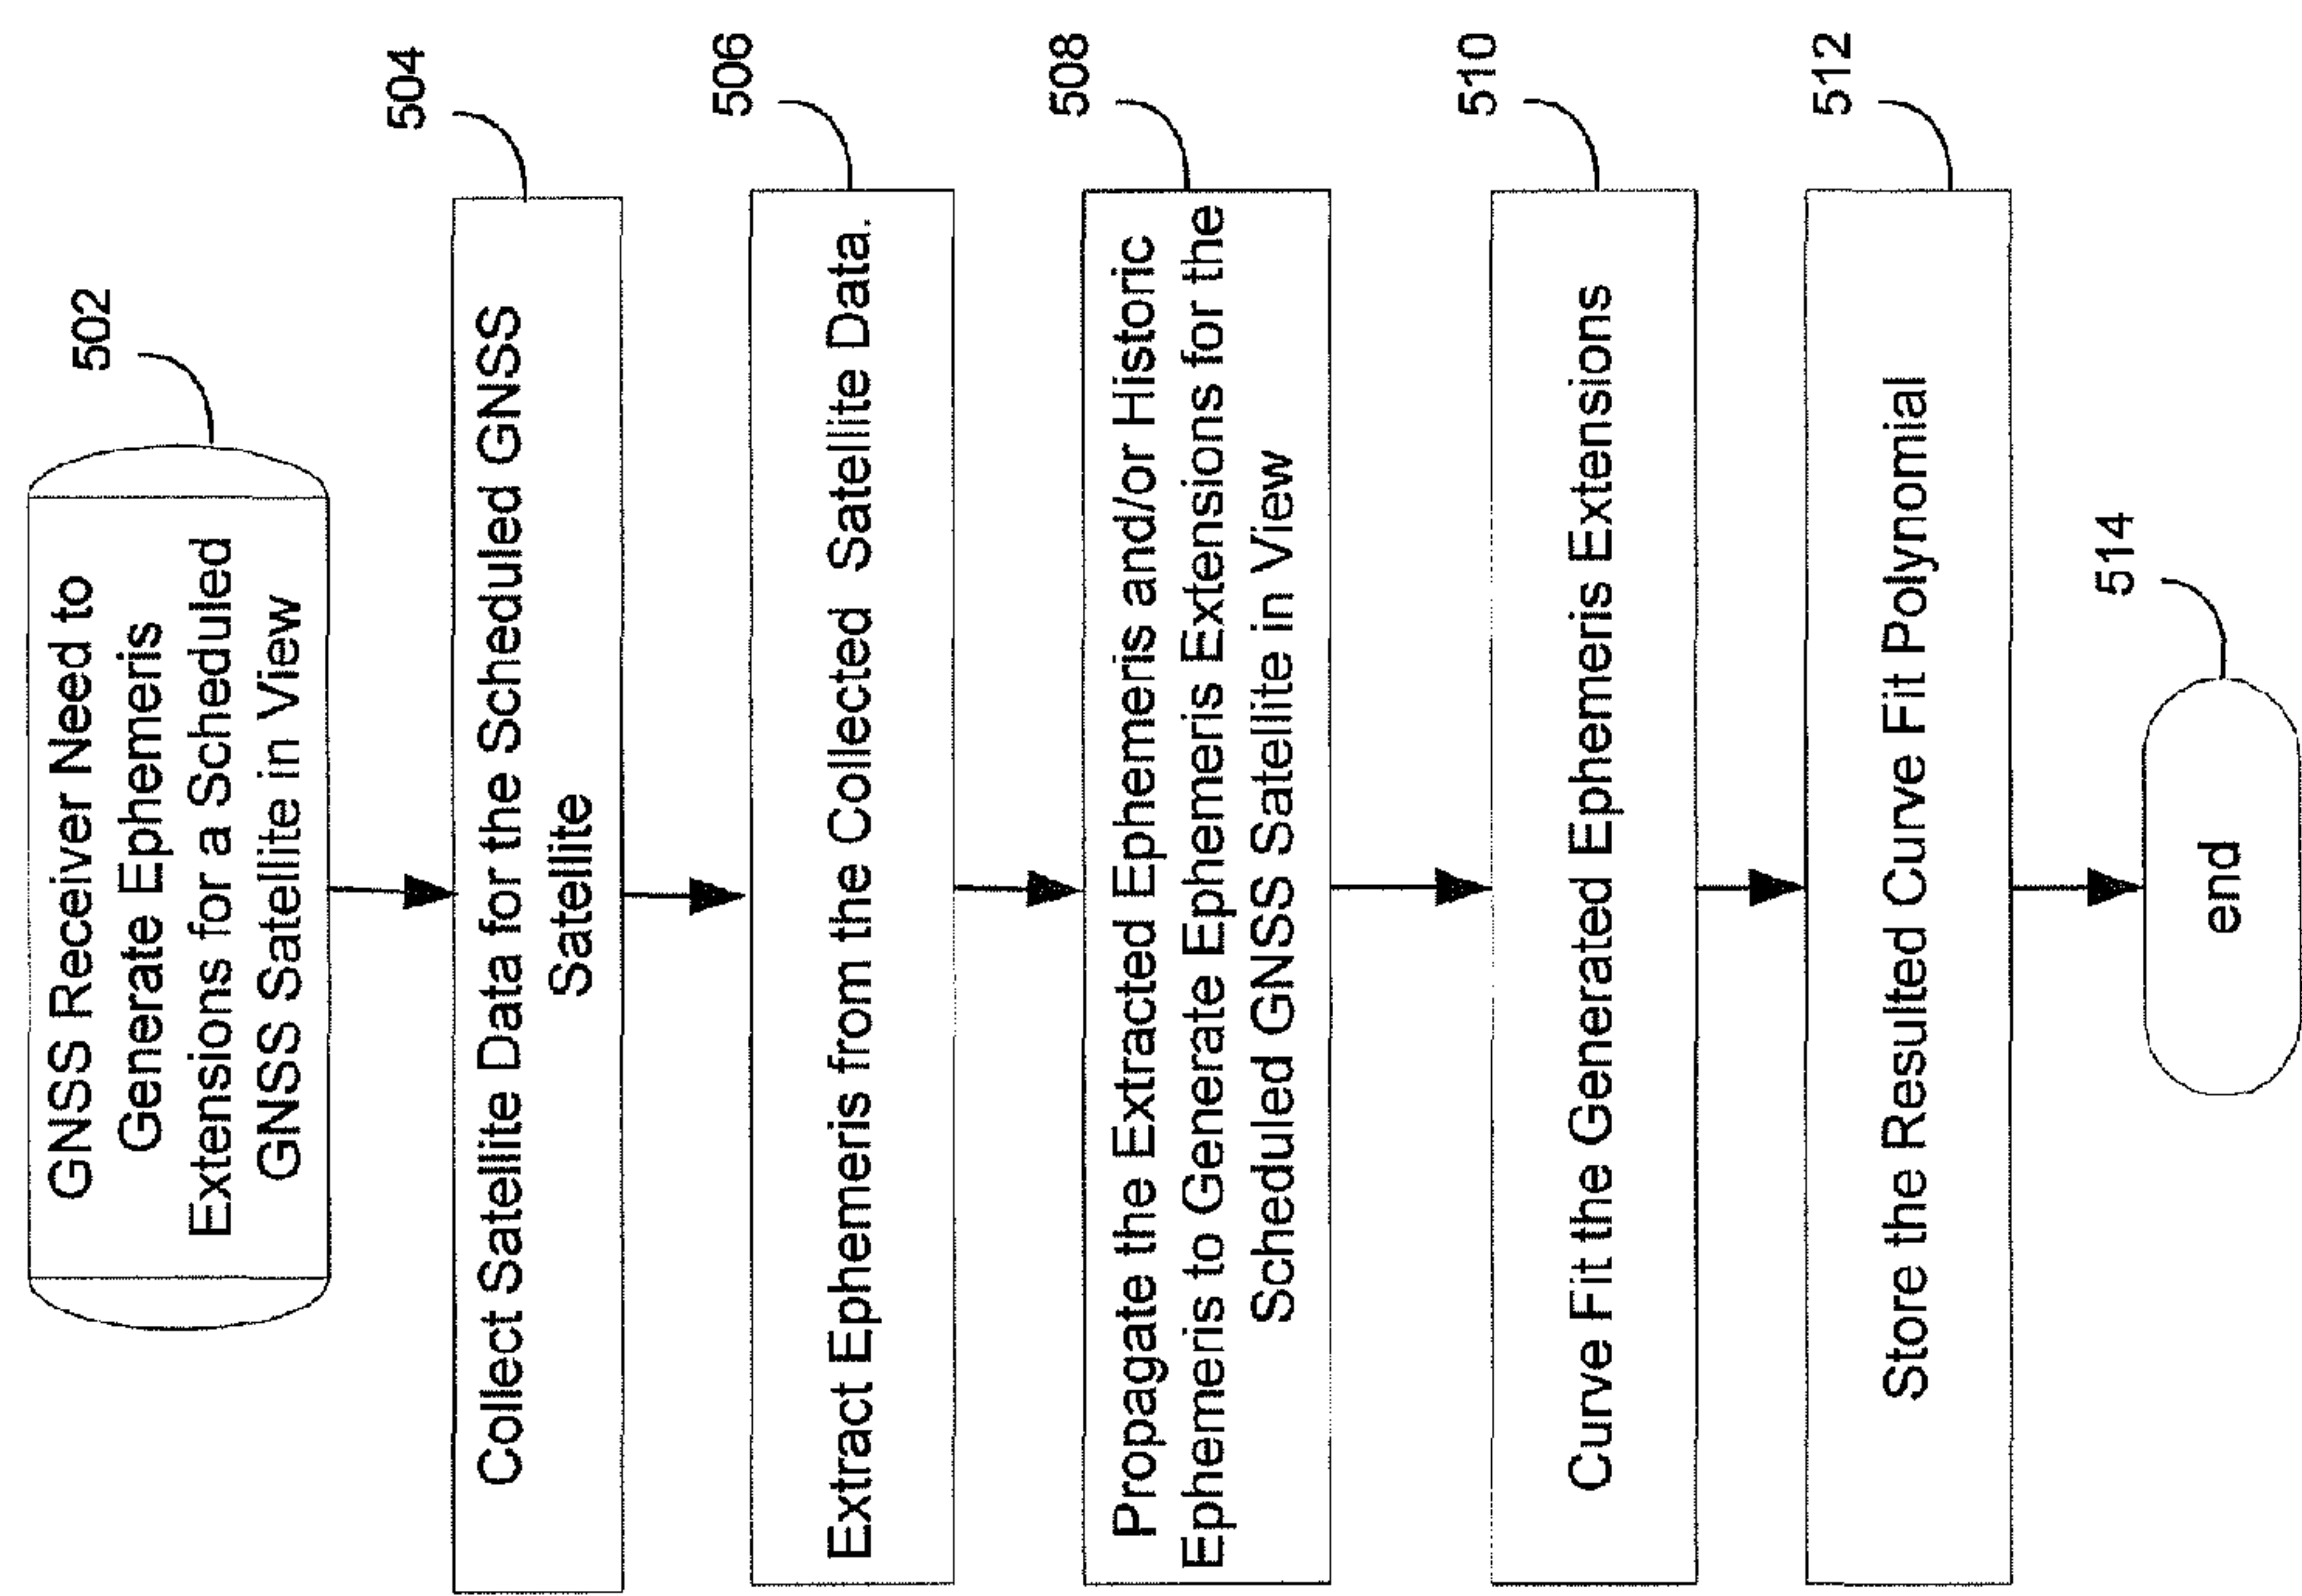 502
GNSS Receiver Need to
Generate Ephemeris
Extensions for a Scheduled
GNSS Satellite in View
504
Collect Satellite Data for the Scheduled GNSS
Satellite
506
Extract Ephemeris from the Collected Satellite Data.
508
Propagate the Extracted Ephemeris and/or Historic
Ephemeris to Generate Ephemeris Extensions for the
Scheduled GNSS Satellite in View
510
Curve Fit the Generated Ephemeris Extensions
512
Store the Resulted Curve Fit Polynomial
514
end